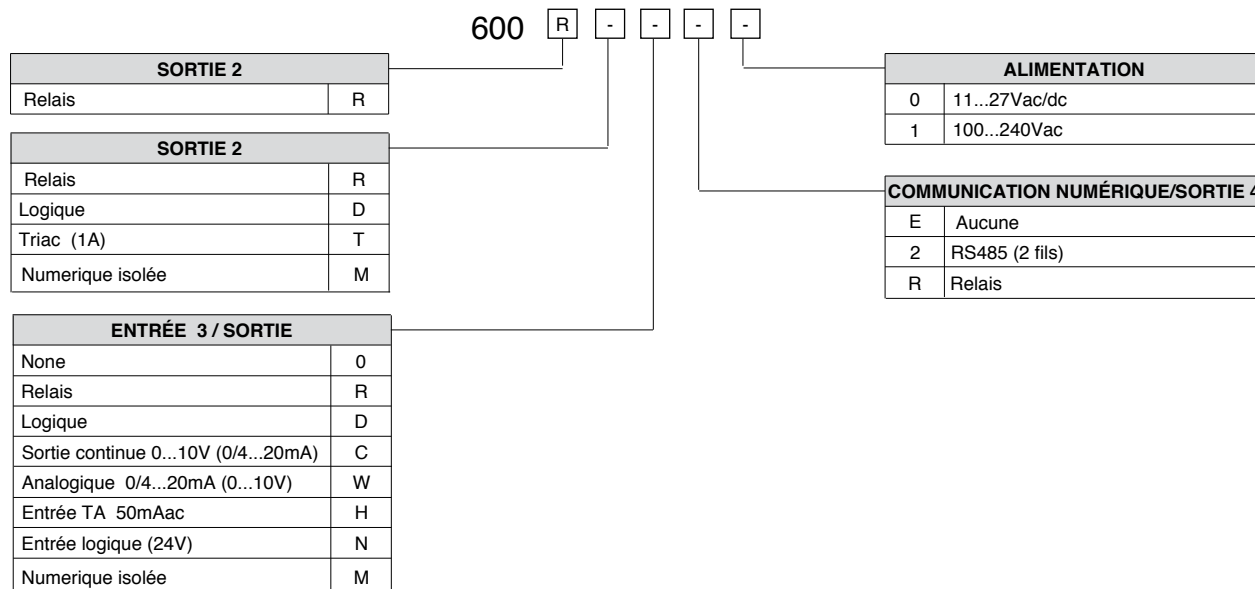 600 R - - - -
SORTIE 2
Relais R
SORTIE 2
Relais R
Logique D
Triac (1A) T
Numerique isolée M
ENTRÉE 3 / SORTIE
None 0
Relais R
Logique D
Sortie continue 0...10V (0/4...20mA) C
Analogique 0/4...20mA (0...10V) W
Entrée TA 50mAac H
Entrée logique (24V) N
Numerique isolée M
ALIMENTATION
0 11...27Vac/dc
1 100...240Vac
COMMUNICATION NUMÉRIQUE/SORTIE 4
E Aucune
2 RS485 (2 fils)
R Relais